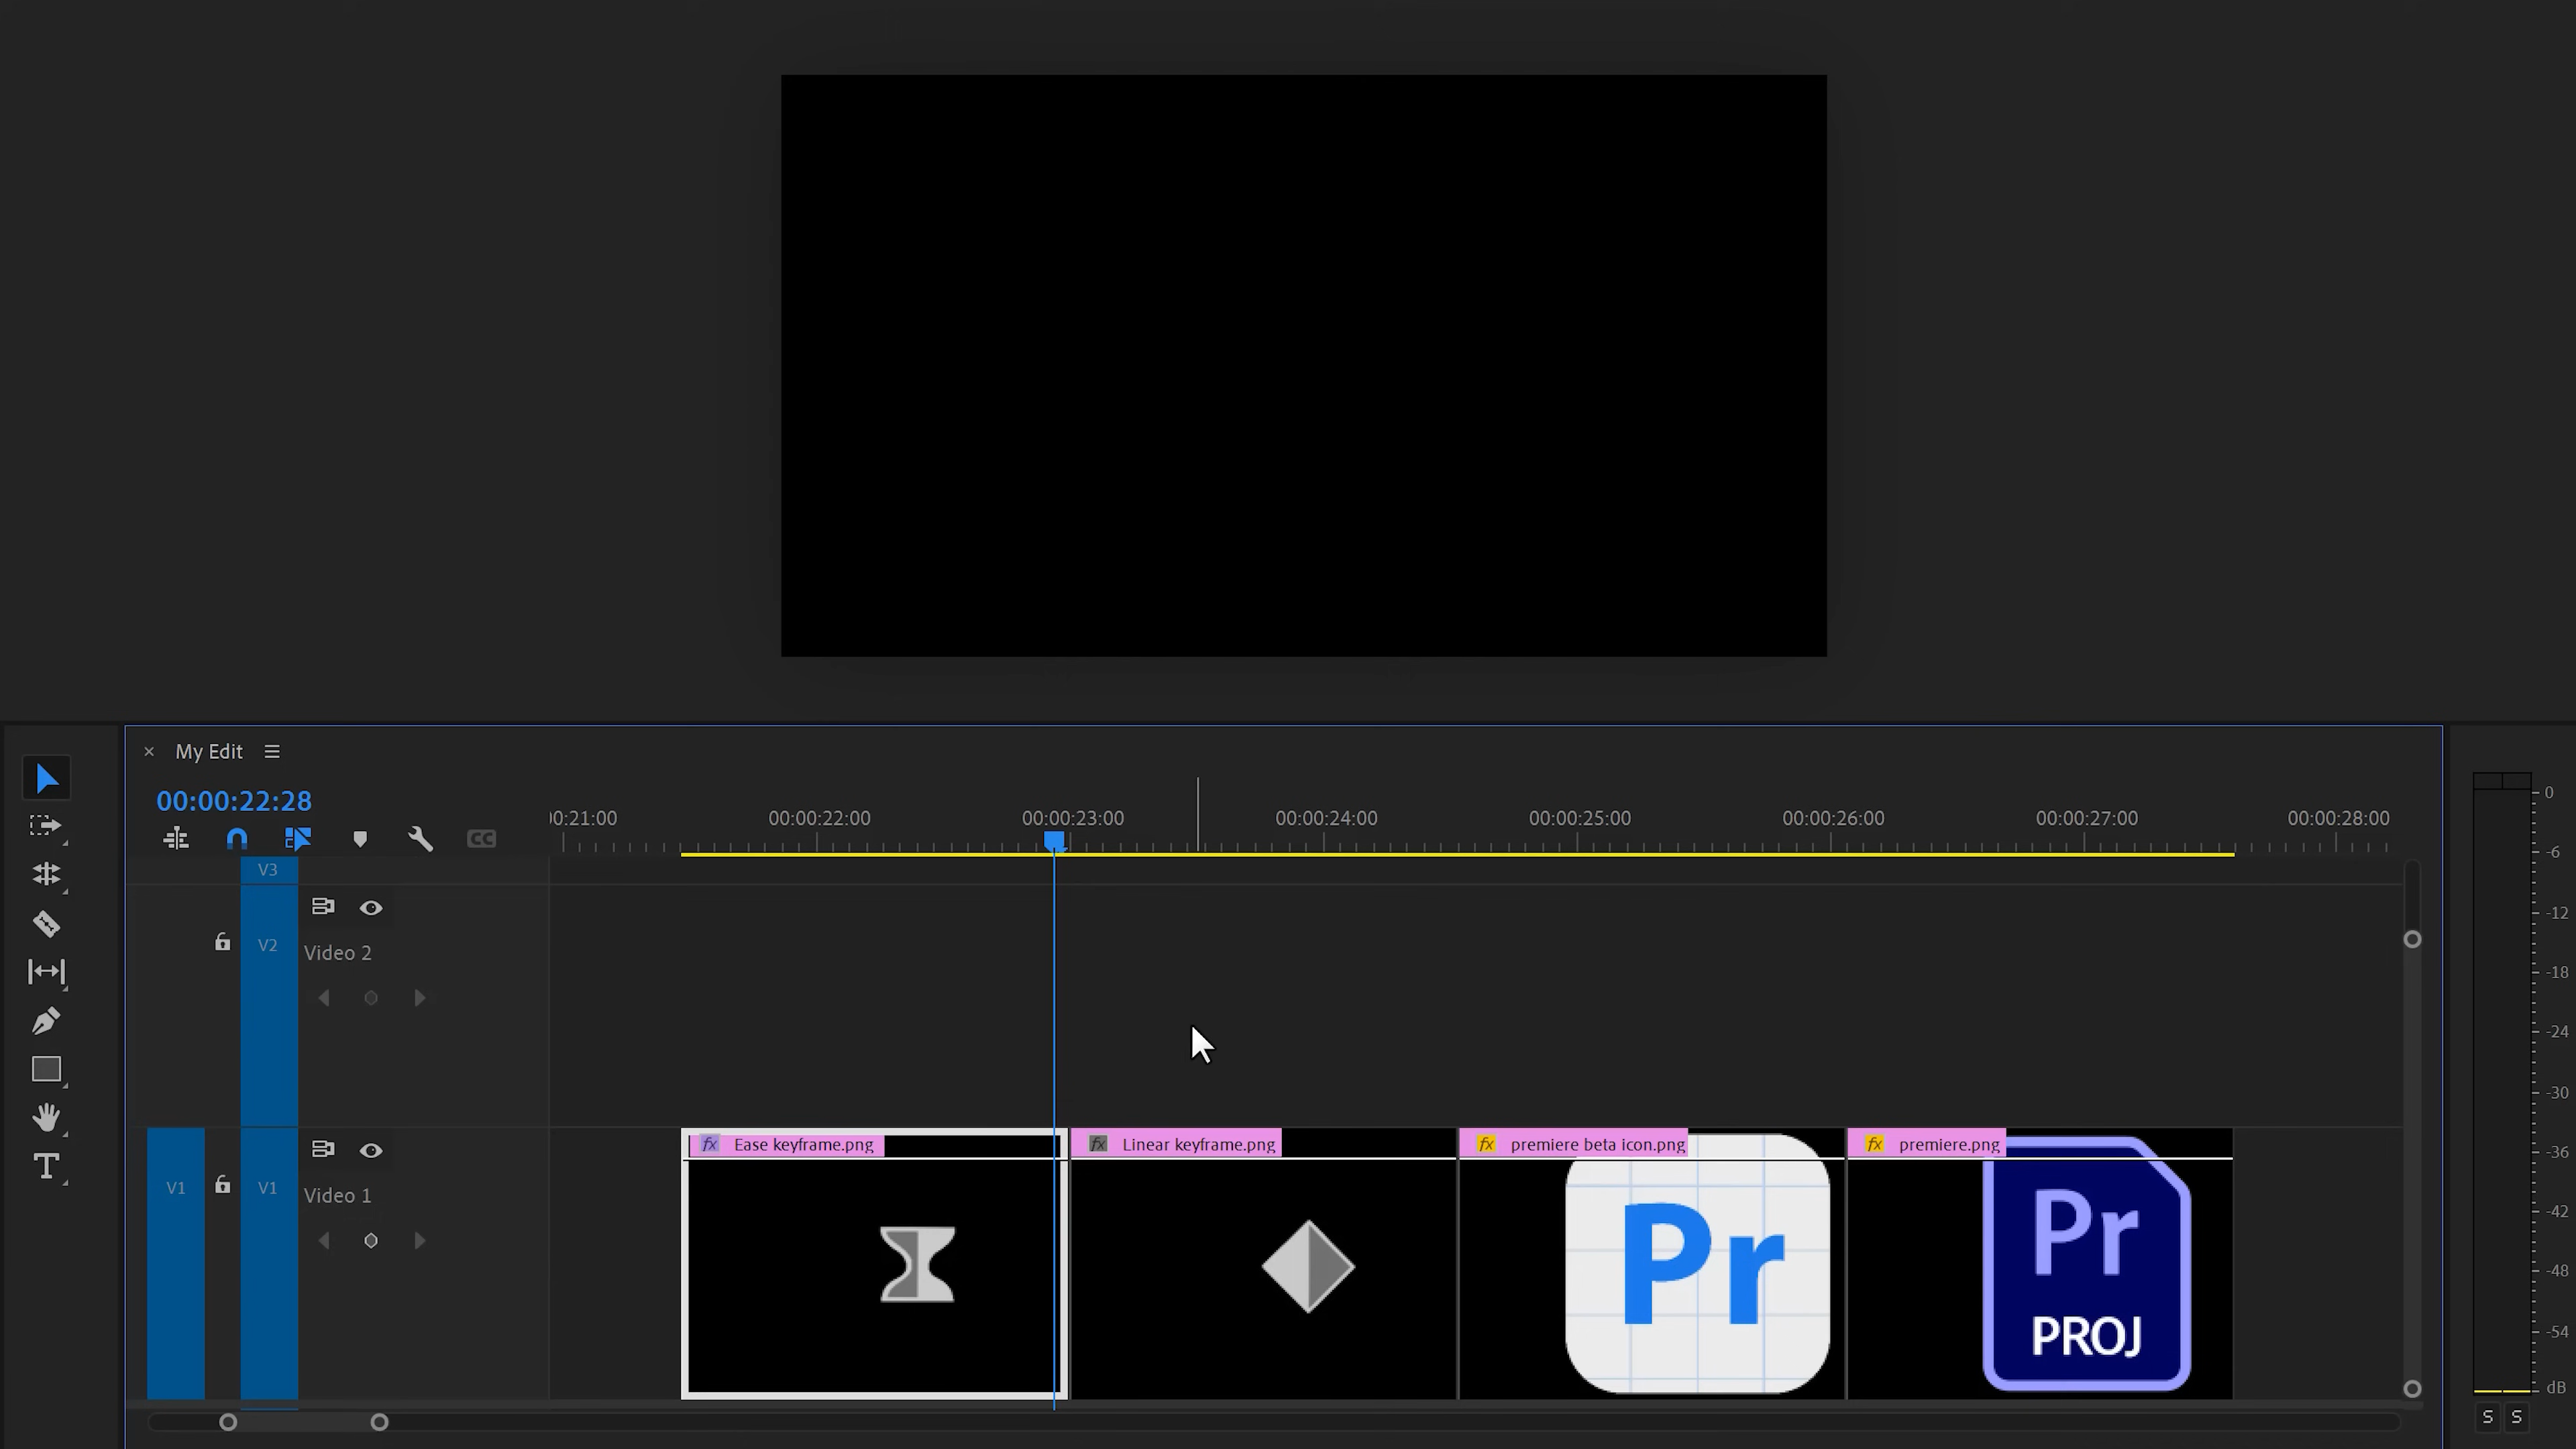 My Edit
00:00:22:28
00:21:00 00:00:22:00 00:00:23:00 00:00:24:00 00:00:25:00 00:00:26:00 00:00:27:00 00:00:28:00
CC
V3
V2 Video 2
fx Ease keyframe.png fx Linear keyframe.png fx premiere beta icon.png fx premiere.png
V1 V1 Video 1
Pr
Pr
PROJ
T
0
-6
-12
-18
-24
-30
-36
-42
-48
-54
dB
S S